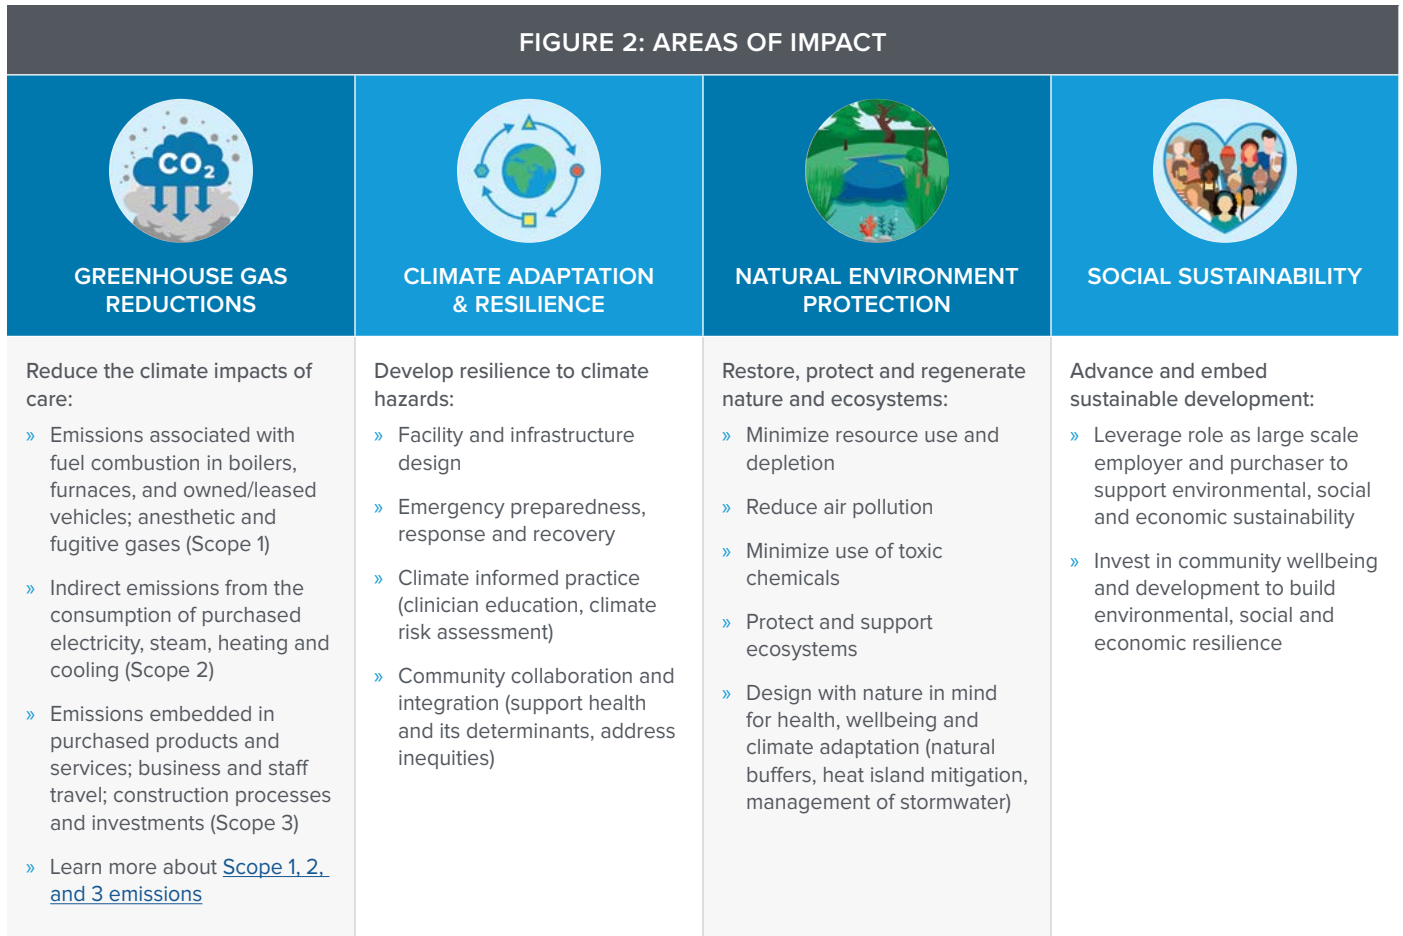 FIGURE 2: AREAS OF IMPACT
CO₂
GREENHOUSE GAS
REDUCTIONS
Reduce the climate impacts of
care:
» Emissions associated with
fuel combustion in boilers,
furnaces, and owned/leased
vehicles; anesthetic and
fugitive gases (Scope 1)
» Indirect emissions from the
consumption of purchased
electricity, steam, heating and
cooling (Scope 2)
» Emissions embedded in
purchased products and
services; business and staff
travel; construction processes
and investments (Scope 3)
» Learn more about Scope 1, 2,
and 3 emissions
CLIMATE ADAPTATION
& RESILIENCE
Develop resilience to climate
hazards:
» Facility and infrastructure
design
» Emergency preparedness,
response and recovery
» Climate informed practice
(clinician education, climate
risk assessment)
» Community collaboration and
integration (support health
and its determinants, address
inequities)
NATURAL ENVIRONMENT
PROTECTION
Restore, protect and regenerate
nature and ecosystems:
» Minimize resource use and
depletion
» Reduce air pollution
» Minimize use of toxic
chemicals
» Protect and support
ecosystems
» Design with nature in mind
for health, wellbeing and
climate adaptation (natural
buffers, heat island mitigation,
management of stormwater)
SOCIAL SUSTAINABILITY
Advance and embed
sustainable development:
» Leverage role as large scale
employer and purchaser to
support environmental, social
and economic sustainability
» Invest in community wellbeing
and development to build
environmental, social and
economic resilience